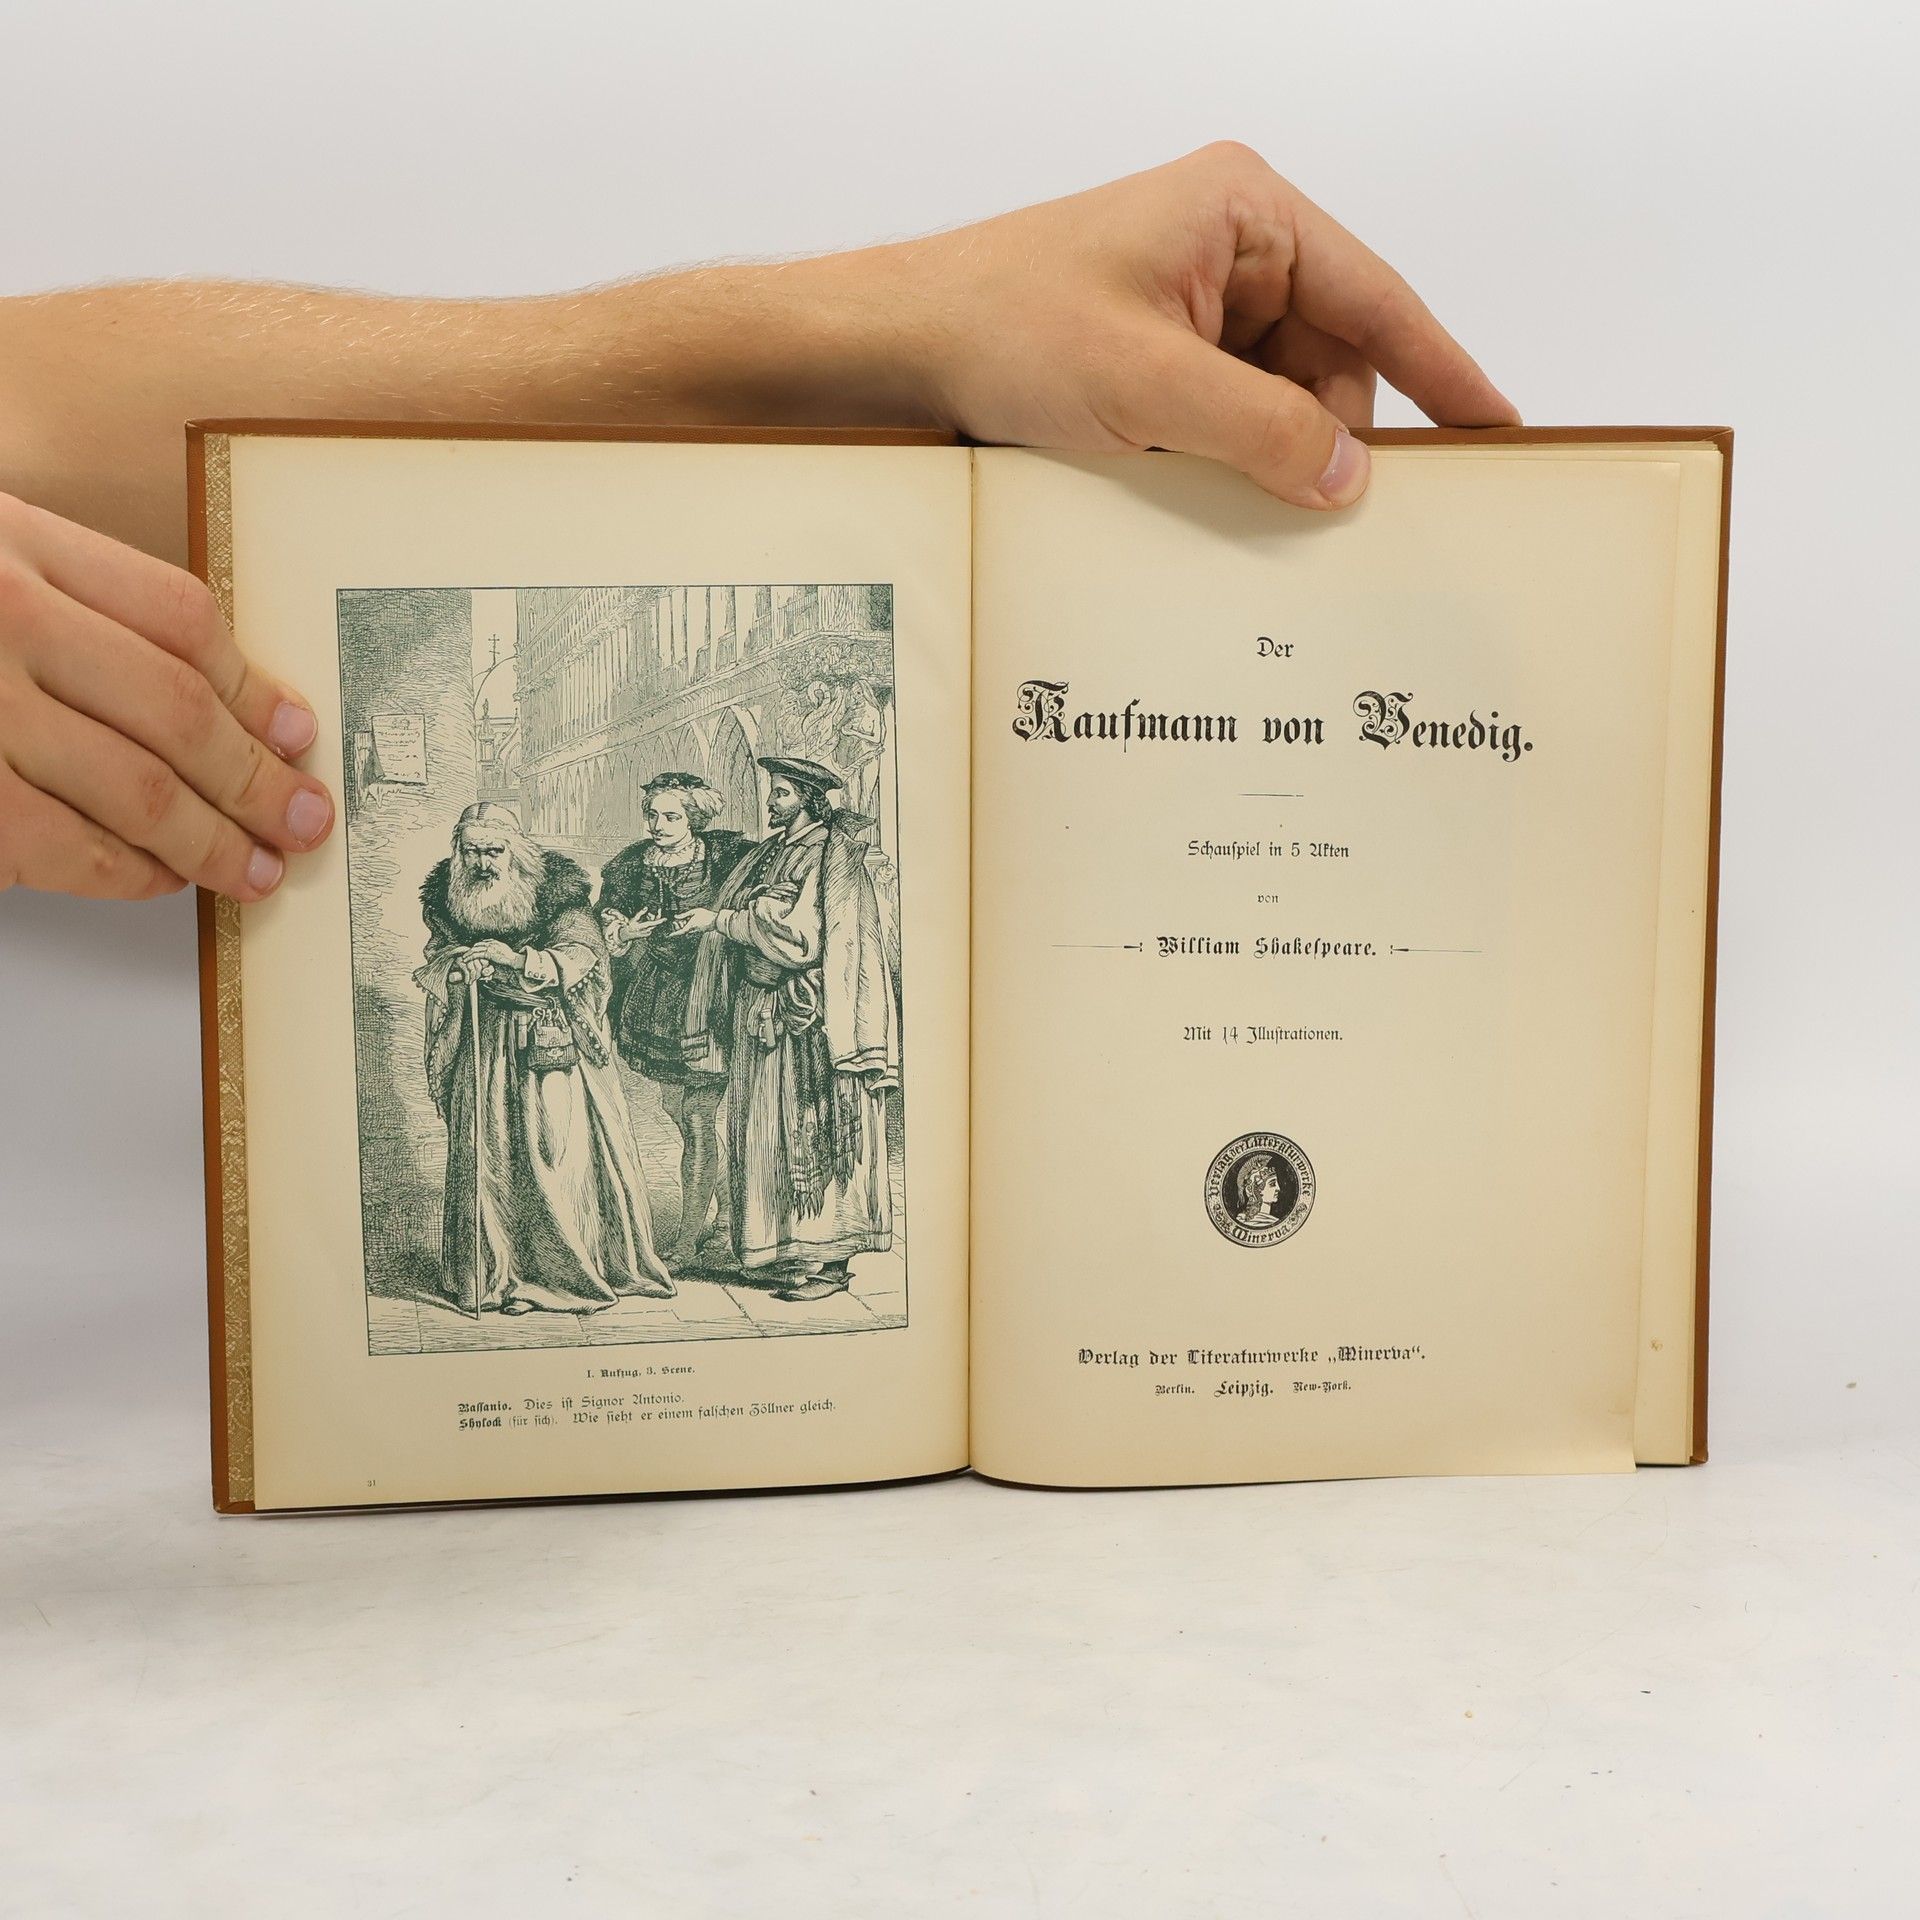 I. Aufzug, 3. Scene.
Baſſanio. Dies iſt Signor Antonio.
Shylock (für ſich). Wie ſieht er einem falſchen Zöllner gleich.
31
Der
Kaufmann von Venedig.
Schauſpiel in 5 Akten
von
William Shakeſpeare.
Mit 14 Illuſtrationen.
Verlag der Litteraturwerke
Minerva
Verlag der Literaturwerke „Minerva“.
Berlin. Leipzig. New-York.